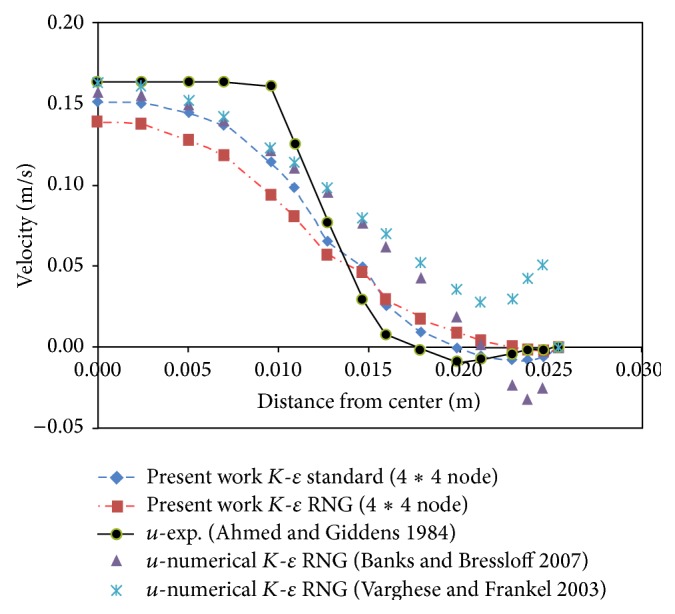 0.20
0.15
0.10
0.05
0.00
−0.05
Velocity (m/s)
0.000
0.005
0.010
0.015
0.020
0.025
0.030
Distance from center (m)
Present work K-ε standard (4 ∗ 4 node)
Present work K-ε RNG (4 ∗ 4 node)
u-exp. (Ahmed and Giddens 1984)
u-numerical K-ε RNG (Banks and Bressloff 2007)
u-numerical K-ε RNG (Varghese and Frankel 2003)